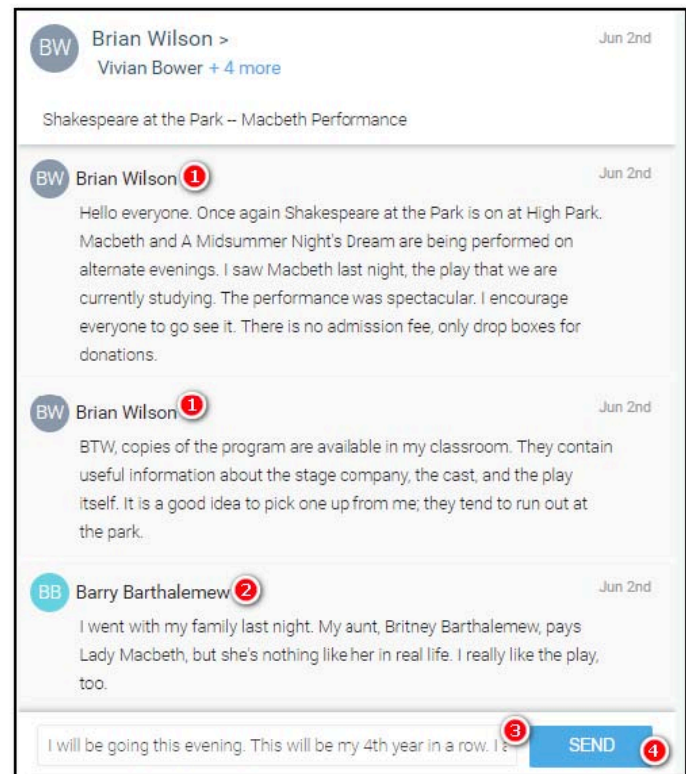 BW
Brian Wilson >
Jun 2nd
Vivian Bower + 4 more
Shakespeare at the Park -- Macbeth Performance
BW
Brian Wilson 1
Jun 2nd
Hello everyone. Once again Shakespeare at the Park is on at High Park.
Macbeth and A Midsummer Night's Dream are being performed on
alternate evenings. I saw Macbeth last night, the play that we are
currently studying. The performance was spectacular. I encourage
everyone to go see it. There is no admission fee, only drop boxes for
donations.
BW
Brian Wilson 1
Jun 2nd
BTW, copies of the program are available in my classroom. They contain
useful information about the stage company, the cast, and the play
itself. It is a good idea to pick one up from me; they tend to run out at
the park.
BB
Barry Barthalemew 2
Jun 2nd
I went with my family last night. My aunt, Britney Barthalemew, pays
Lady Macbeth, but she's nothing like her in real life. I really like the play,
too.
I will be going this evening. This will be my 4th year in a row. I
3
SEND
4